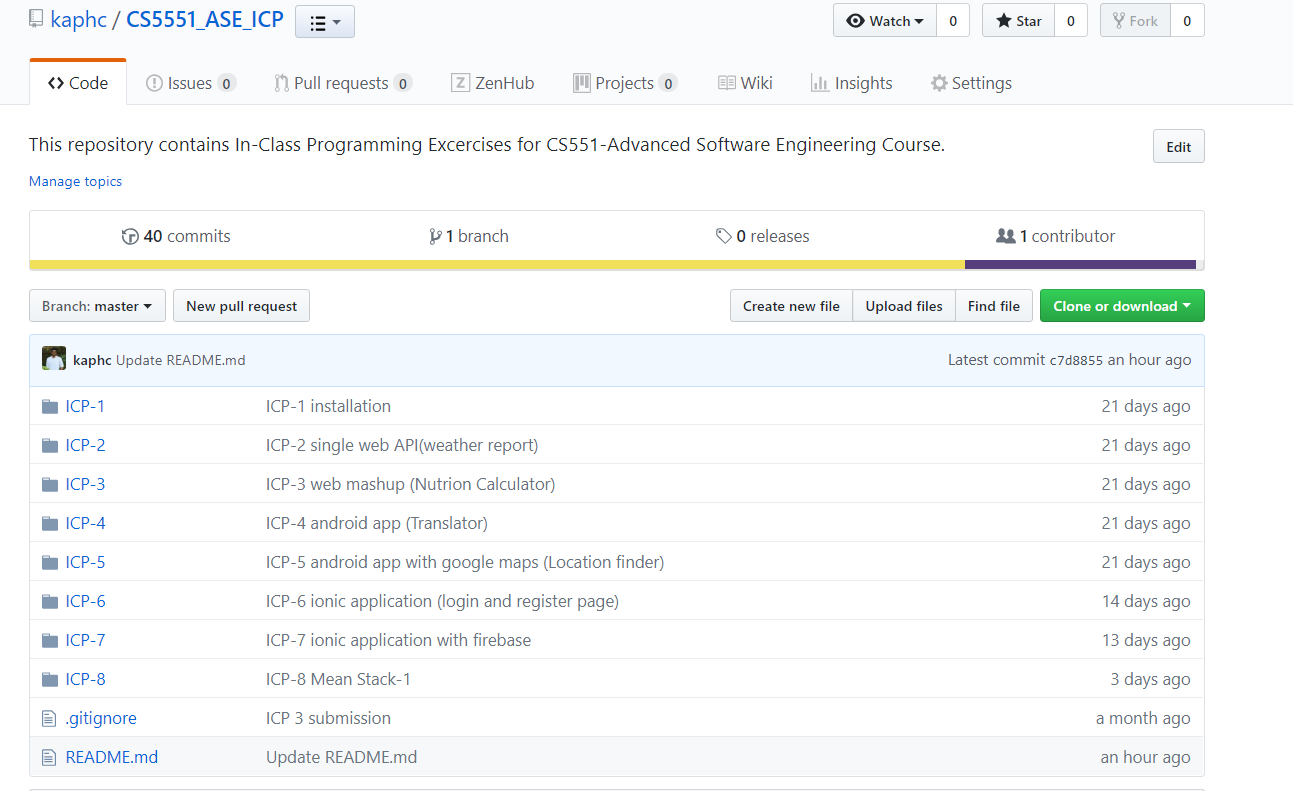 kaphc / CS5551_ASE_ICP
Watch 0 Star 0 Fork 0
Code Issues 0 Pull requests 0 ZenHub Projects 0 Wiki Insights Settings
This repository contains In-Class Programming Excercises for CS551-Advanced Software Engineering Course.
Edit
Manage topics
40 commits 1 branch 0 releases 1 contributor
Branch: master New pull request Create new file Upload files Find file Clone or download
kaphc Update README.md Latest commit c7d8855 an hour ago
ICP-1 ICP-1 installation 21 days ago
ICP-2 ICP-2 single web API(weather report) 21 days ago
ICP-3 ICP-3 web mashup (Nutrion Calculator) 21 days ago
ICP-4 ICP-4 android app (Translator) 21 days ago
ICP-5 ICP-5 android app with google maps (Location finder) 21 days ago
ICP-6 ICP-6 ionic application (login and register page) 14 days ago
ICP-7 ICP-7 ionic application with firebase 13 days ago
ICP-8 ICP-8 Mean Stack-1 3 days ago
.gitignore ICP 3 submission a month ago
README.md Update README.md an hour ago